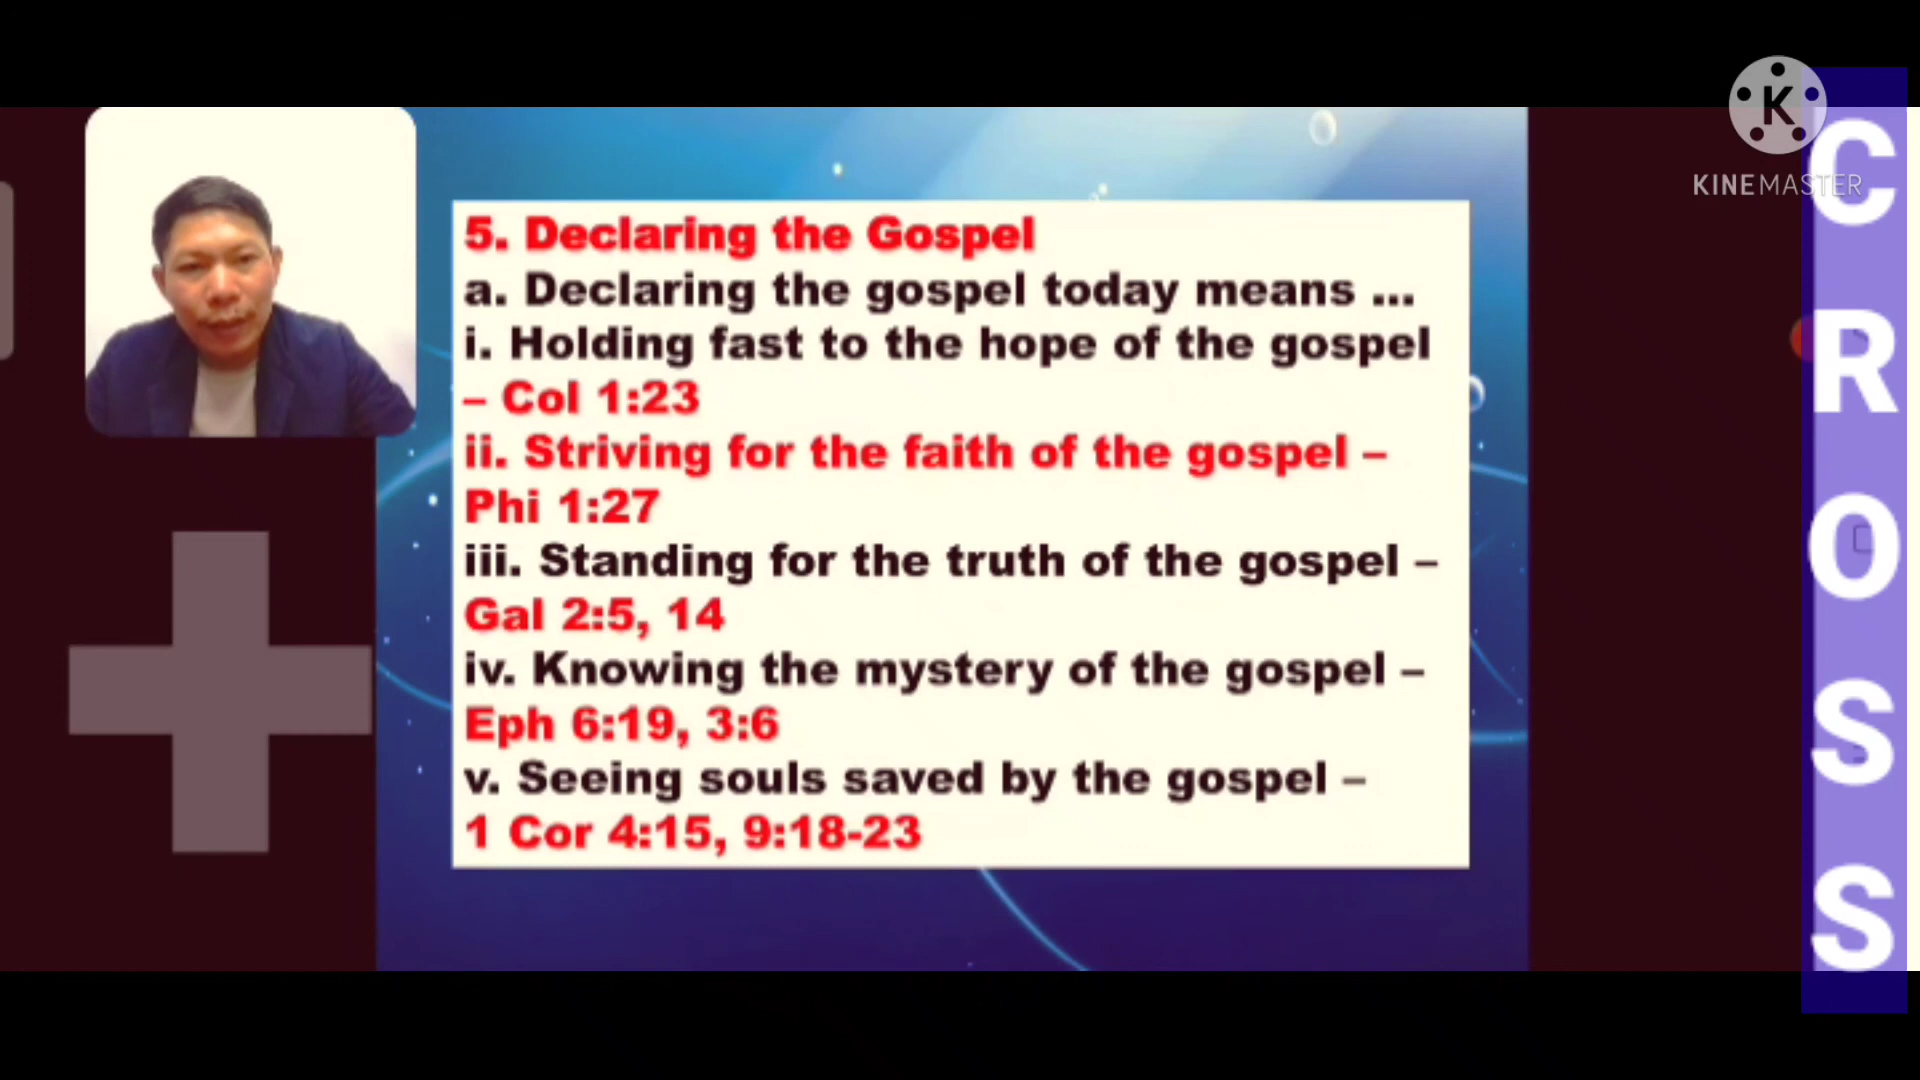 5. Declaring the Gospel
a. Declaring the gospel today means ...
i. Holding fast to the hope of the gospel
– Col 1:23
ii. Striving for the faith of the gospel –
Phi 1:27
iii. Standing for the truth of the gospel –
Gal 2:5, 14
iv. Knowing the mystery of the gospel –
Eph 6:19, 3:6
v. Seeing souls saved by the gospel –
1 Cor 4:15, 9:18-23
K
KINEMASTER
CROSS